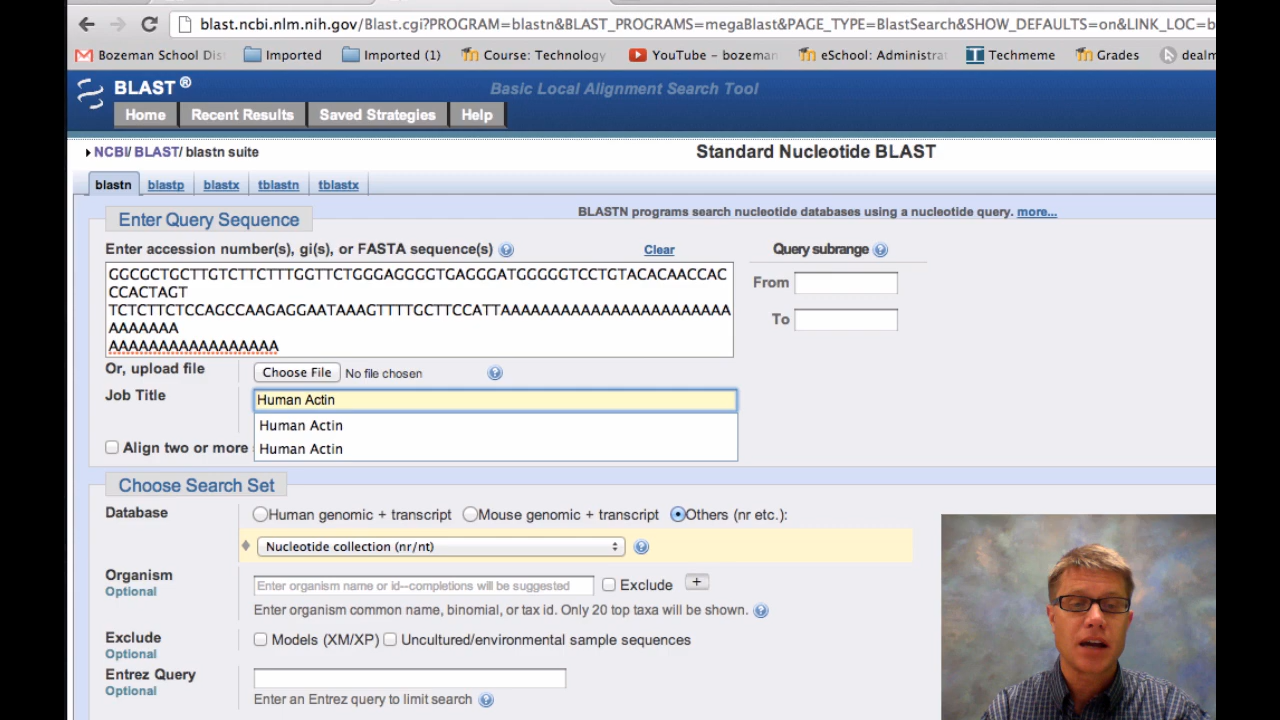 blast.ncbi.nlm.nih.gov/Blast.cgi?PROGRAM=blastn&BLAST_PROGRAMS=megaBlast&PAGE_TYPE=BlastSearch&SHOW_DEFAULTS=on&LINK_LOC=b
Bozeman School Dis Imported Imported (1) Course: Technology YouTube - bozeman eSchool: Administra Techmeme Grades dealm
BLAST ® Basic Local Alignment Search Tool
Home Recent Results Saved Strategies Help
NCBI/ BLAST/ blastn suite Standard Nucleotide BLAST
blastn blastp blastx tblastn tblastx
Enter Query Sequence BLASTN programs search nucleotide databases using a nucleotide query. more...
Enter accession number(s), gi(s), or FASTA sequence(s) Clear Query subrange
GGCGCTGCTTGTCTTCTTTGGTTCTGGGAGGGGTGAGGGATGGGGGTCCTGTACACAACCAC
CCACTAGT
TCTCTTCTCCAGCCAAGAGGAATAAAGTTTTGCTTCCATTAAAAAAAAAAAAAAAAAAAAAAAA
AAAAAAA
AAAAAAAAAAAAAAAAA
From
To
Or, upload file Choose File No file chosen
Job Title Human Actin
Human Actin
Human Actin
Align two or more
Choose Search Set
Database Human genomic + transcript Mouse genomic + transcript Others (nr etc.):
Nucleotide collection (nr/nt)
Organism
Optional
Enter organism name or id--completions will be suggested Exclude +
Enter organism common name, binomial, or tax id. Only 20 top taxa will be shown.
Exclude Models (XM/XP) Uncultured/environmental sample sequences
Optional
Entrez Query
Optional
Enter an Entrez query to limit search